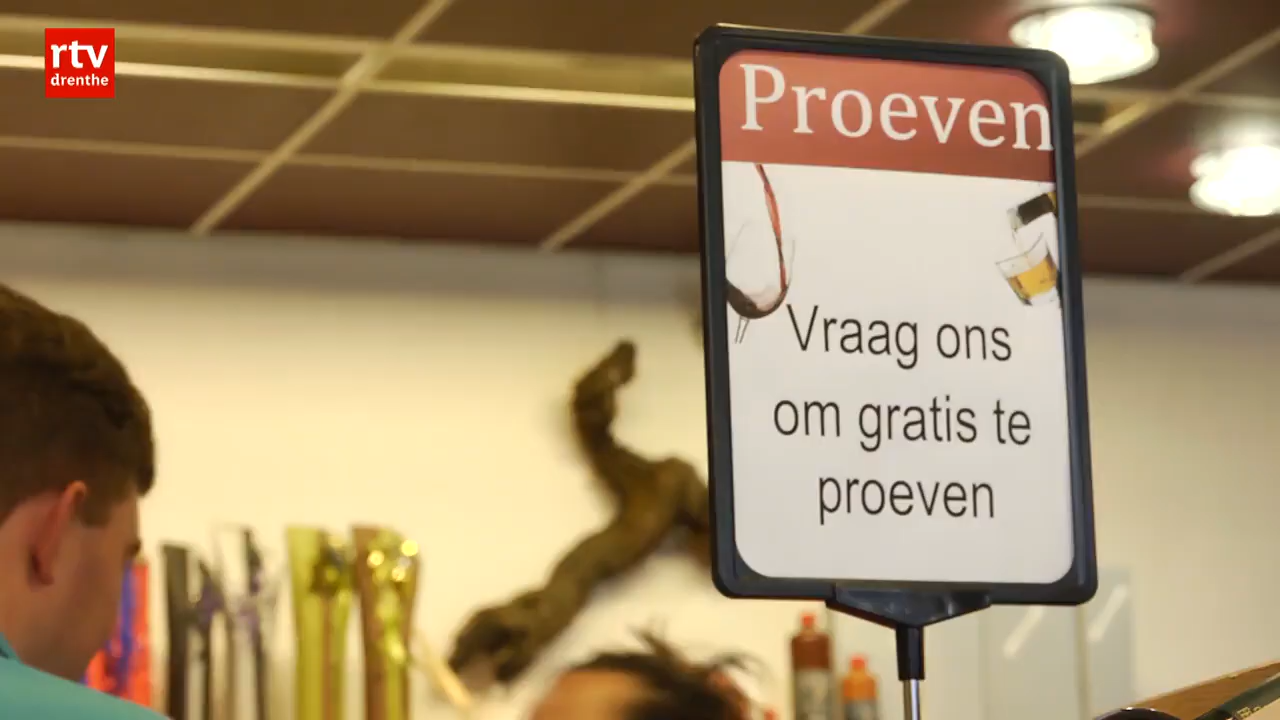 rtv
drenthe
Proeven
Vraag ons
om gratis te
proeven